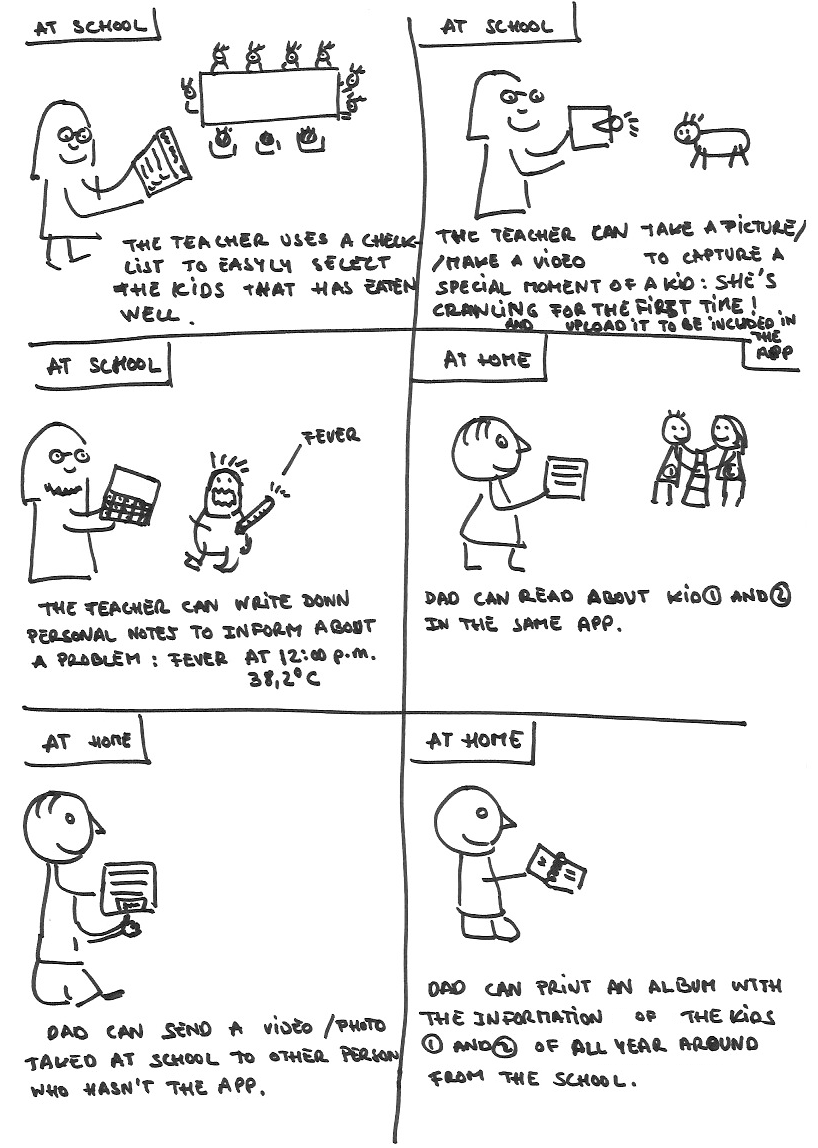 AT SCHOOL
THE TEACHER USES A CHECK-
LIST TO EASYLY SELECT
THE KIDS THAT HAS EATEN
WELL.
AT SCHOOL
THE TEACHER CAN TAKE A PICTURE/
/MAKE A VIDEO TO CAPTURE A
SPECIAL MOMENT OF A KID: SHE'S
CRAWLING FOR THE FIRST TIME!
AND UPLOAD IT TO BE INCLUDED IN
THE
APP
AT SCHOOL
FEVER
THE TEACHER CAN WRITE DOWN
PERSONAL NOTES TO INFORM ABOUT
A PROBLEM: FEVER AT 12:00 P.m.
38,2°C
AT HOME
1 2
DAD CAN READ ABOUT KID ① AND ②
IN THE SAME APP.
AT HOME
DAD CAN SEND A VIDEO/PHOTO
TAKED AT SCHOOL TO OTHER PERSON
WHO HASN'T THE APP.
AT HOME
DAD CAN PRINT AN ALBUM WITH
THE INFORMATION OF THE KIDS
① AND ② OF ALL YEAR AROUND
FROM THE SCHOOL.